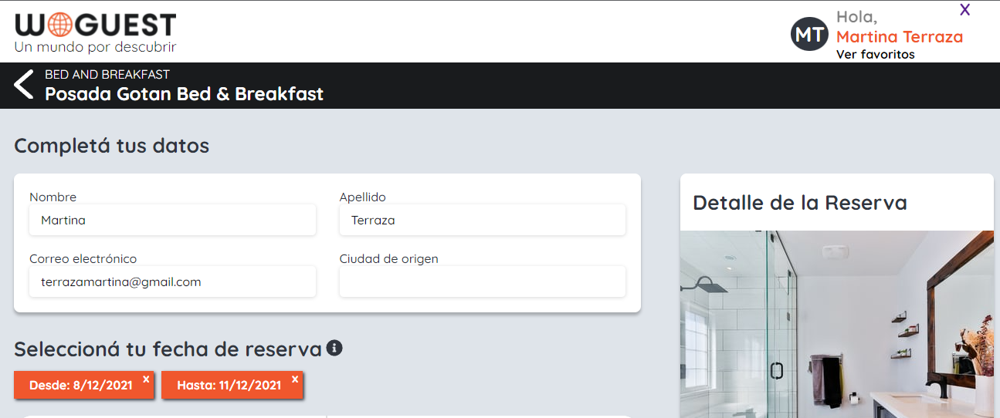 WOGUEST
Un mundo por descubrir
MT
Hola,
Martina Terraza
Ver favoritos
X
BED AND BREAKFAST
Posada Gotan Bed & Breakfast
Completá tus datos
Nombre
Martina
Apellido
Terraza
Correo electrónico
terrazamartina@gmail.com
Ciudad de origen
Detalle de la Reserva
Seleccioná tu fecha de reserva
Desde: 8/12/2021 x
Hasta: 11/12/2021 x